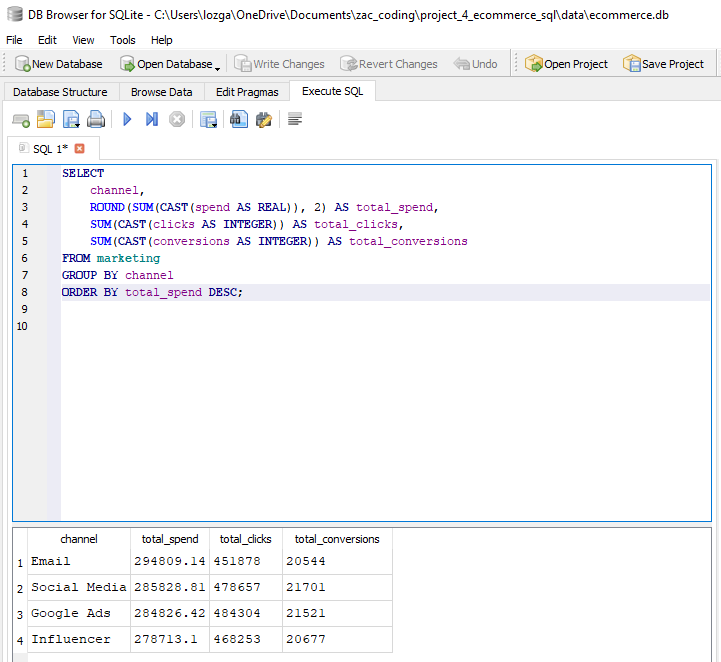 DB Browser for SQLite - C:\Users\lozga\OneDrive\Documents\zac_coding\project_4_ecommerce_sql\data\ecommerce.db
File Edit View Tools Help
New Database Open Database Write Changes Revert Changes Undo Open Project Save Project
Database Structure Browse Data Edit Pragmas Execute SQL
SQL 1*
1 SELECT
2 channel,
3 ROUND(SUM(CAST(spend AS REAL)), 2) AS total_spend,
4 SUM(CAST(clicks AS INTEGER)) AS total_clicks,
5 SUM(CAST(conversions AS INTEGER)) AS total_conversions
6 FROM marketing
7 GROUP BY channel
8 ORDER BY total_spend DESC;
9
10
channel total_spend total_clicks total_conversions
1 Email 294809.14 451878 20544
2 Social Media 285828.81 478657 21701
3 Google Ads 284826.42 484304 21521
4 Influencer 278713.1 468253 20677